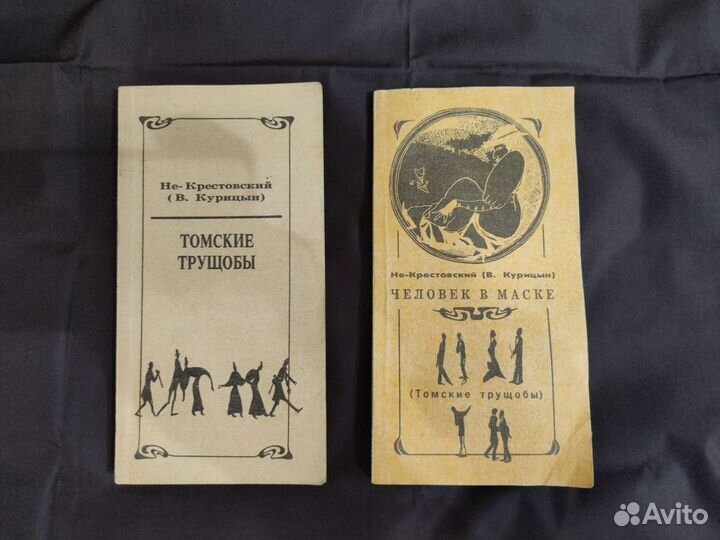 Не-Крестовский
(В. Курицын)
ТОМСКИЕ
ТРУЩОБЫ
Не-Крестовский (В. Курицын)
ЧЕЛОВЕК В МАСКЕ
(Томские трущобы)
Avito